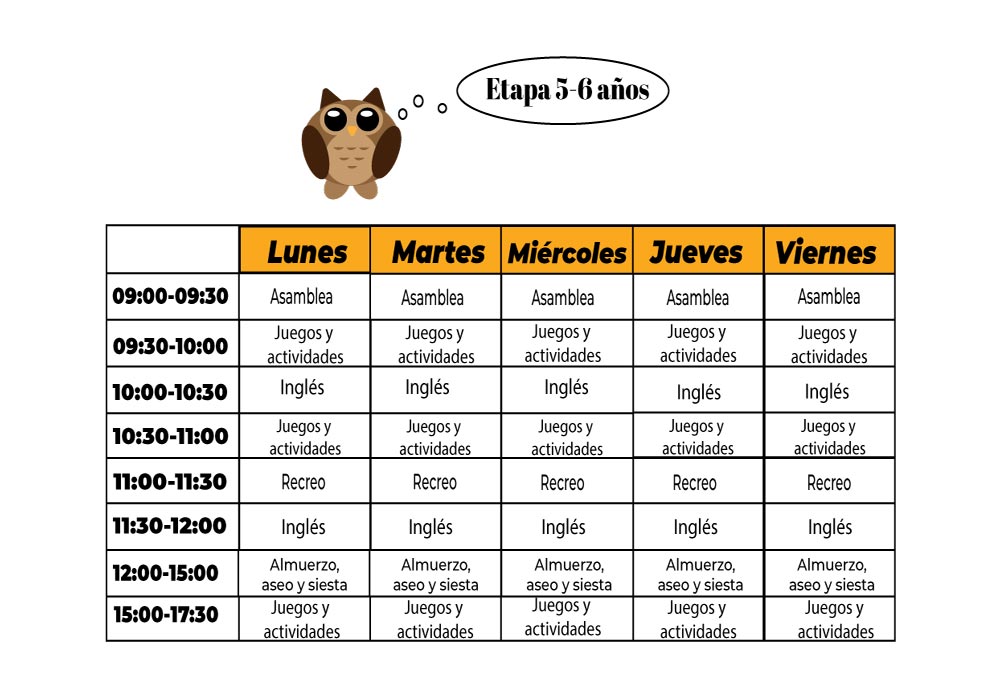 Etapa 5-6 años
Lunes Martes Miércoles Jueves Viernes
09:00-09:30 Asamblea Asamblea Asamblea Asamblea Asamblea
09:30-10:00 Juegos y Juegos y Juegos y Juegos y Juegos y
actividades actividades actividades actividades actividades
10:00-10:30 Inglés Inglés Inglés Inglés Inglés
10:30-11:00 Juegos y Juegos y Juegos y Juegos y Juegos y
actividades actividades actividades actividades actividades
11:00-11:30 Recreo Recreo Recreo Recreo Recreo
11:30-12:00 Inglés Inglés Inglés Inglés Inglés
12:00-15:00 Almuerzo, Almuerzo, Almuerzo, Almuerzo, Almuerzo,
aseo y siesta aseo y siesta aseo y siesta aseo y siesta aseo y siesta
15:00-17:30 Juegos y Juegos y Juegos y Juegos y Juegos y
actividades actividades actividades actividades actividades